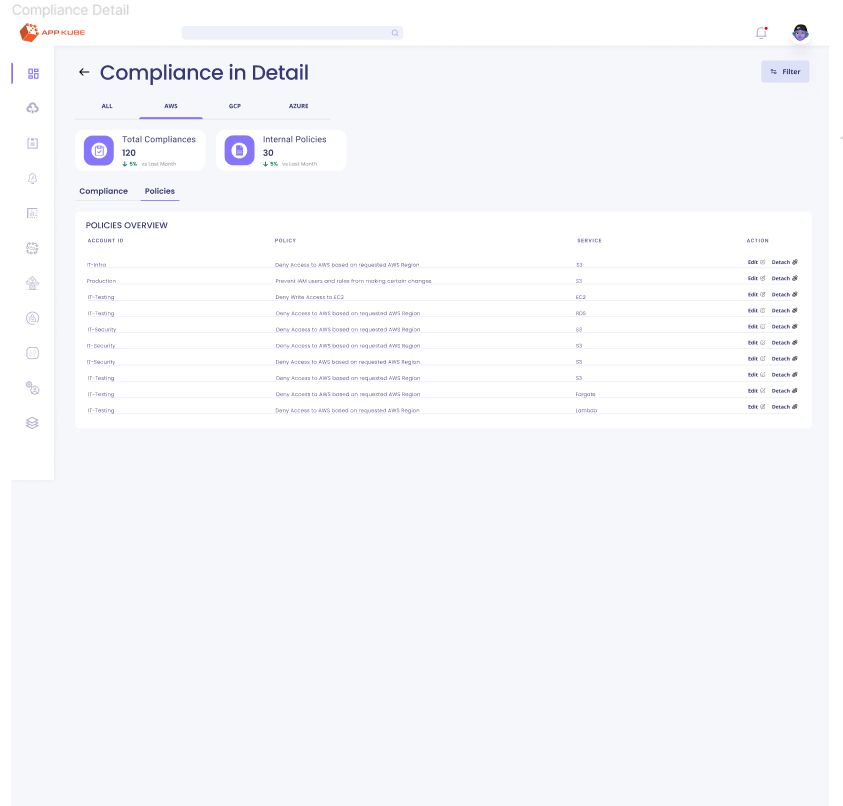 Compliance Detail
APP KUBE
Compliance in Detail
Filter
ALL AWS GCP AZURE
Total Compliances
120
5% vs Last Month
Internal Policies
30
5% vs Last Month
Compliance Policies
POLICIES OVERVIEW
ACCOUNT ID POLICY SERVICE ACTION
IT-Infra Deny Access to AWS based on requested AWS Region S3 Edit Detach
Production Prevent IAM users and roles from making certain changes S3 Edit Detach
IT-Testing Deny Write Access to EC2 EC2 Edit Detach
IT-Testing Deny Access to AWS based on requested AWS Region RDS Edit Detach
IT-Security Deny Access to AWS based on requested AWS Region S3 Edit Detach
IT-Security Deny Access to AWS based on requested AWS Region S3 Edit Detach
IT-Security Deny Access to AWS based on requested AWS Region S3 Edit Detach
IT-Testing Deny Access to AWS based on requested AWS Region S3 Edit Detach
IT-Testing Deny Access to AWS based on requested AWS Region Fargate Edit Detach
IT-Testing Deny Access to AWS based on requested AWS Region Lambda Edit Detach